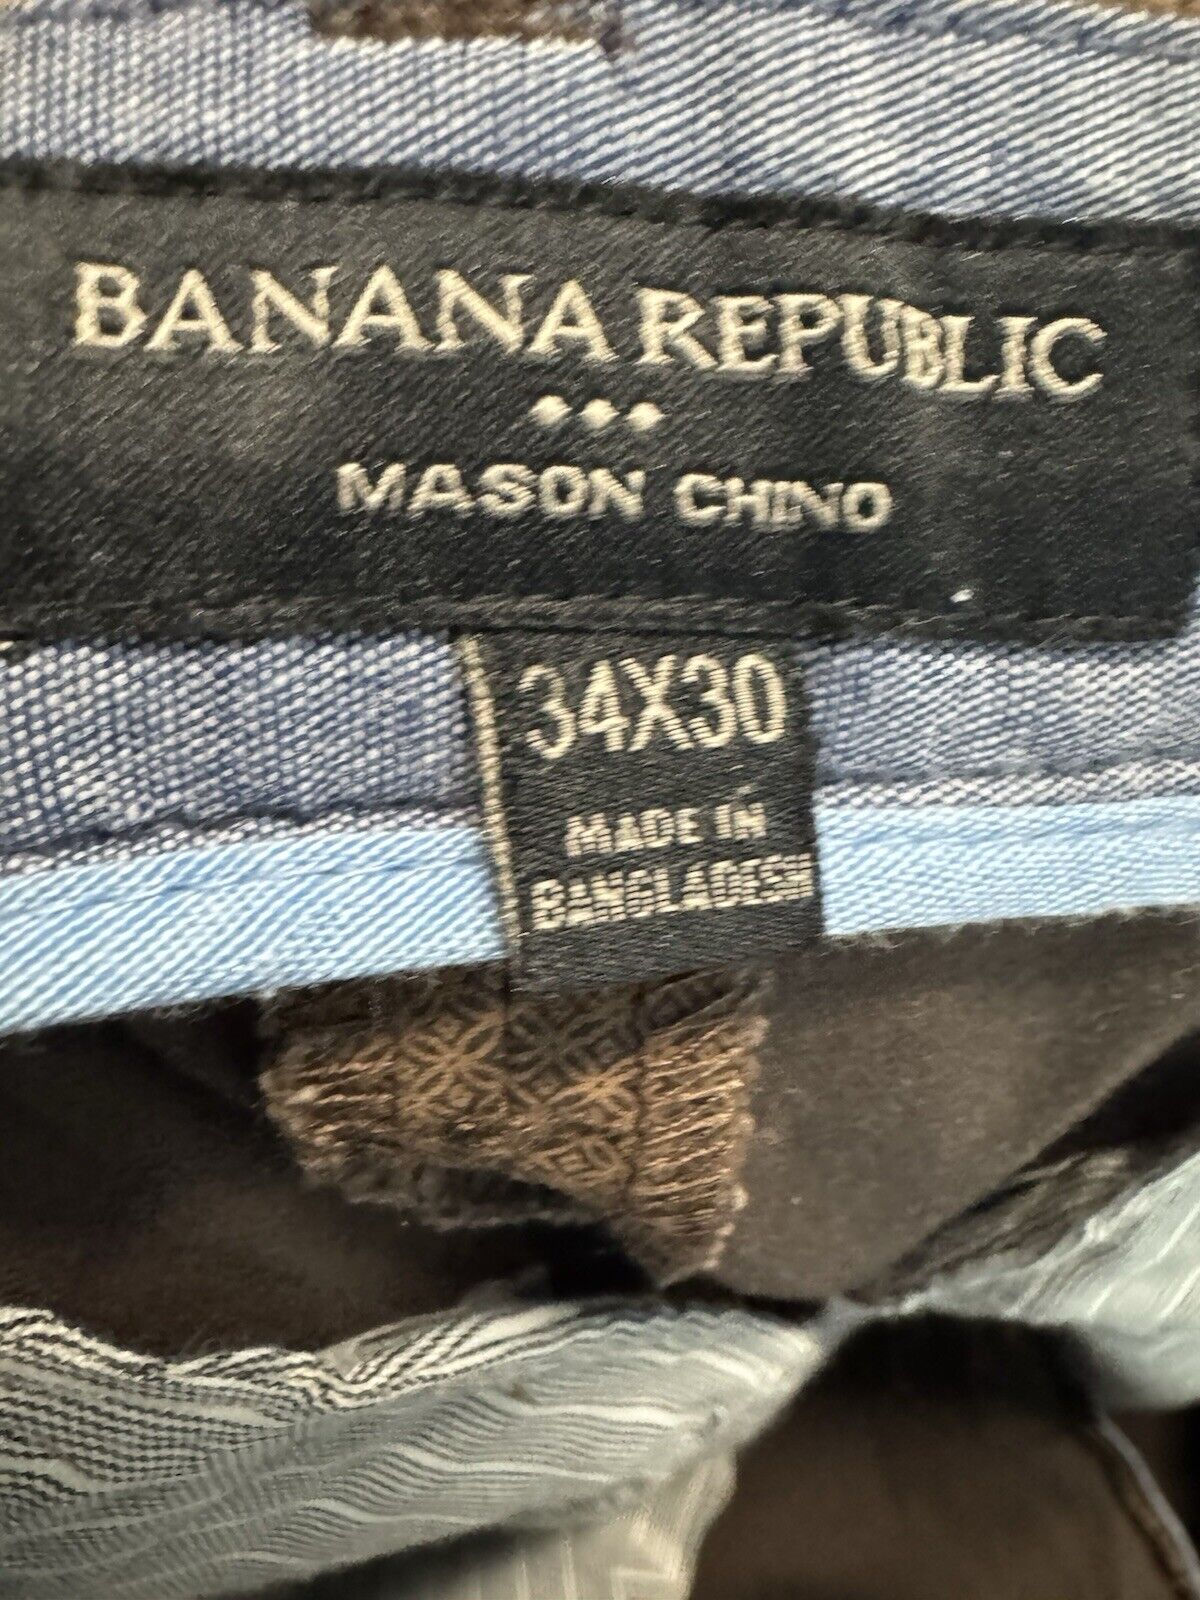 BANANA REPUBLIC
MASON CHINO
34X30
MADE IN
BANGLADESH